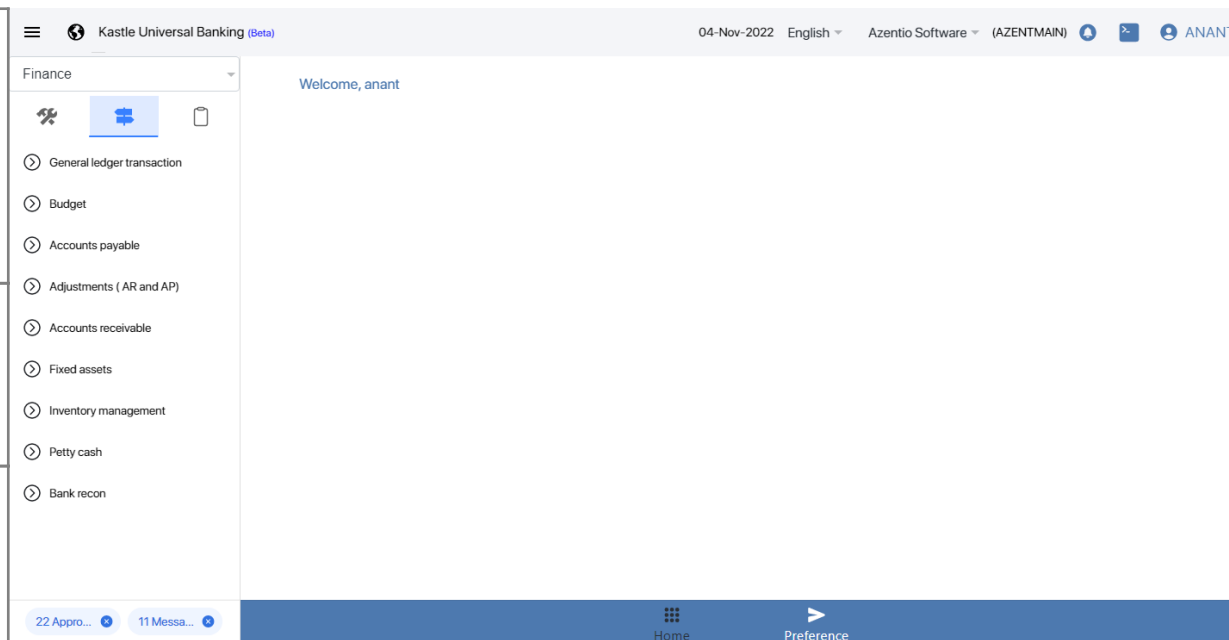 Kastle Universal Banking (Beta)
04-Nov-2022 English Azentio Software (AZENTMAIN) ANANT
Finance
Welcome, anant
General ledger transaction
Budget
Accounts payable
Adjustments ( AR and AP)
Accounts receivable
Fixed assets
Inventory management
Petty cash
Bank recon
22 Appro... 11 Messa...
Home
Preference